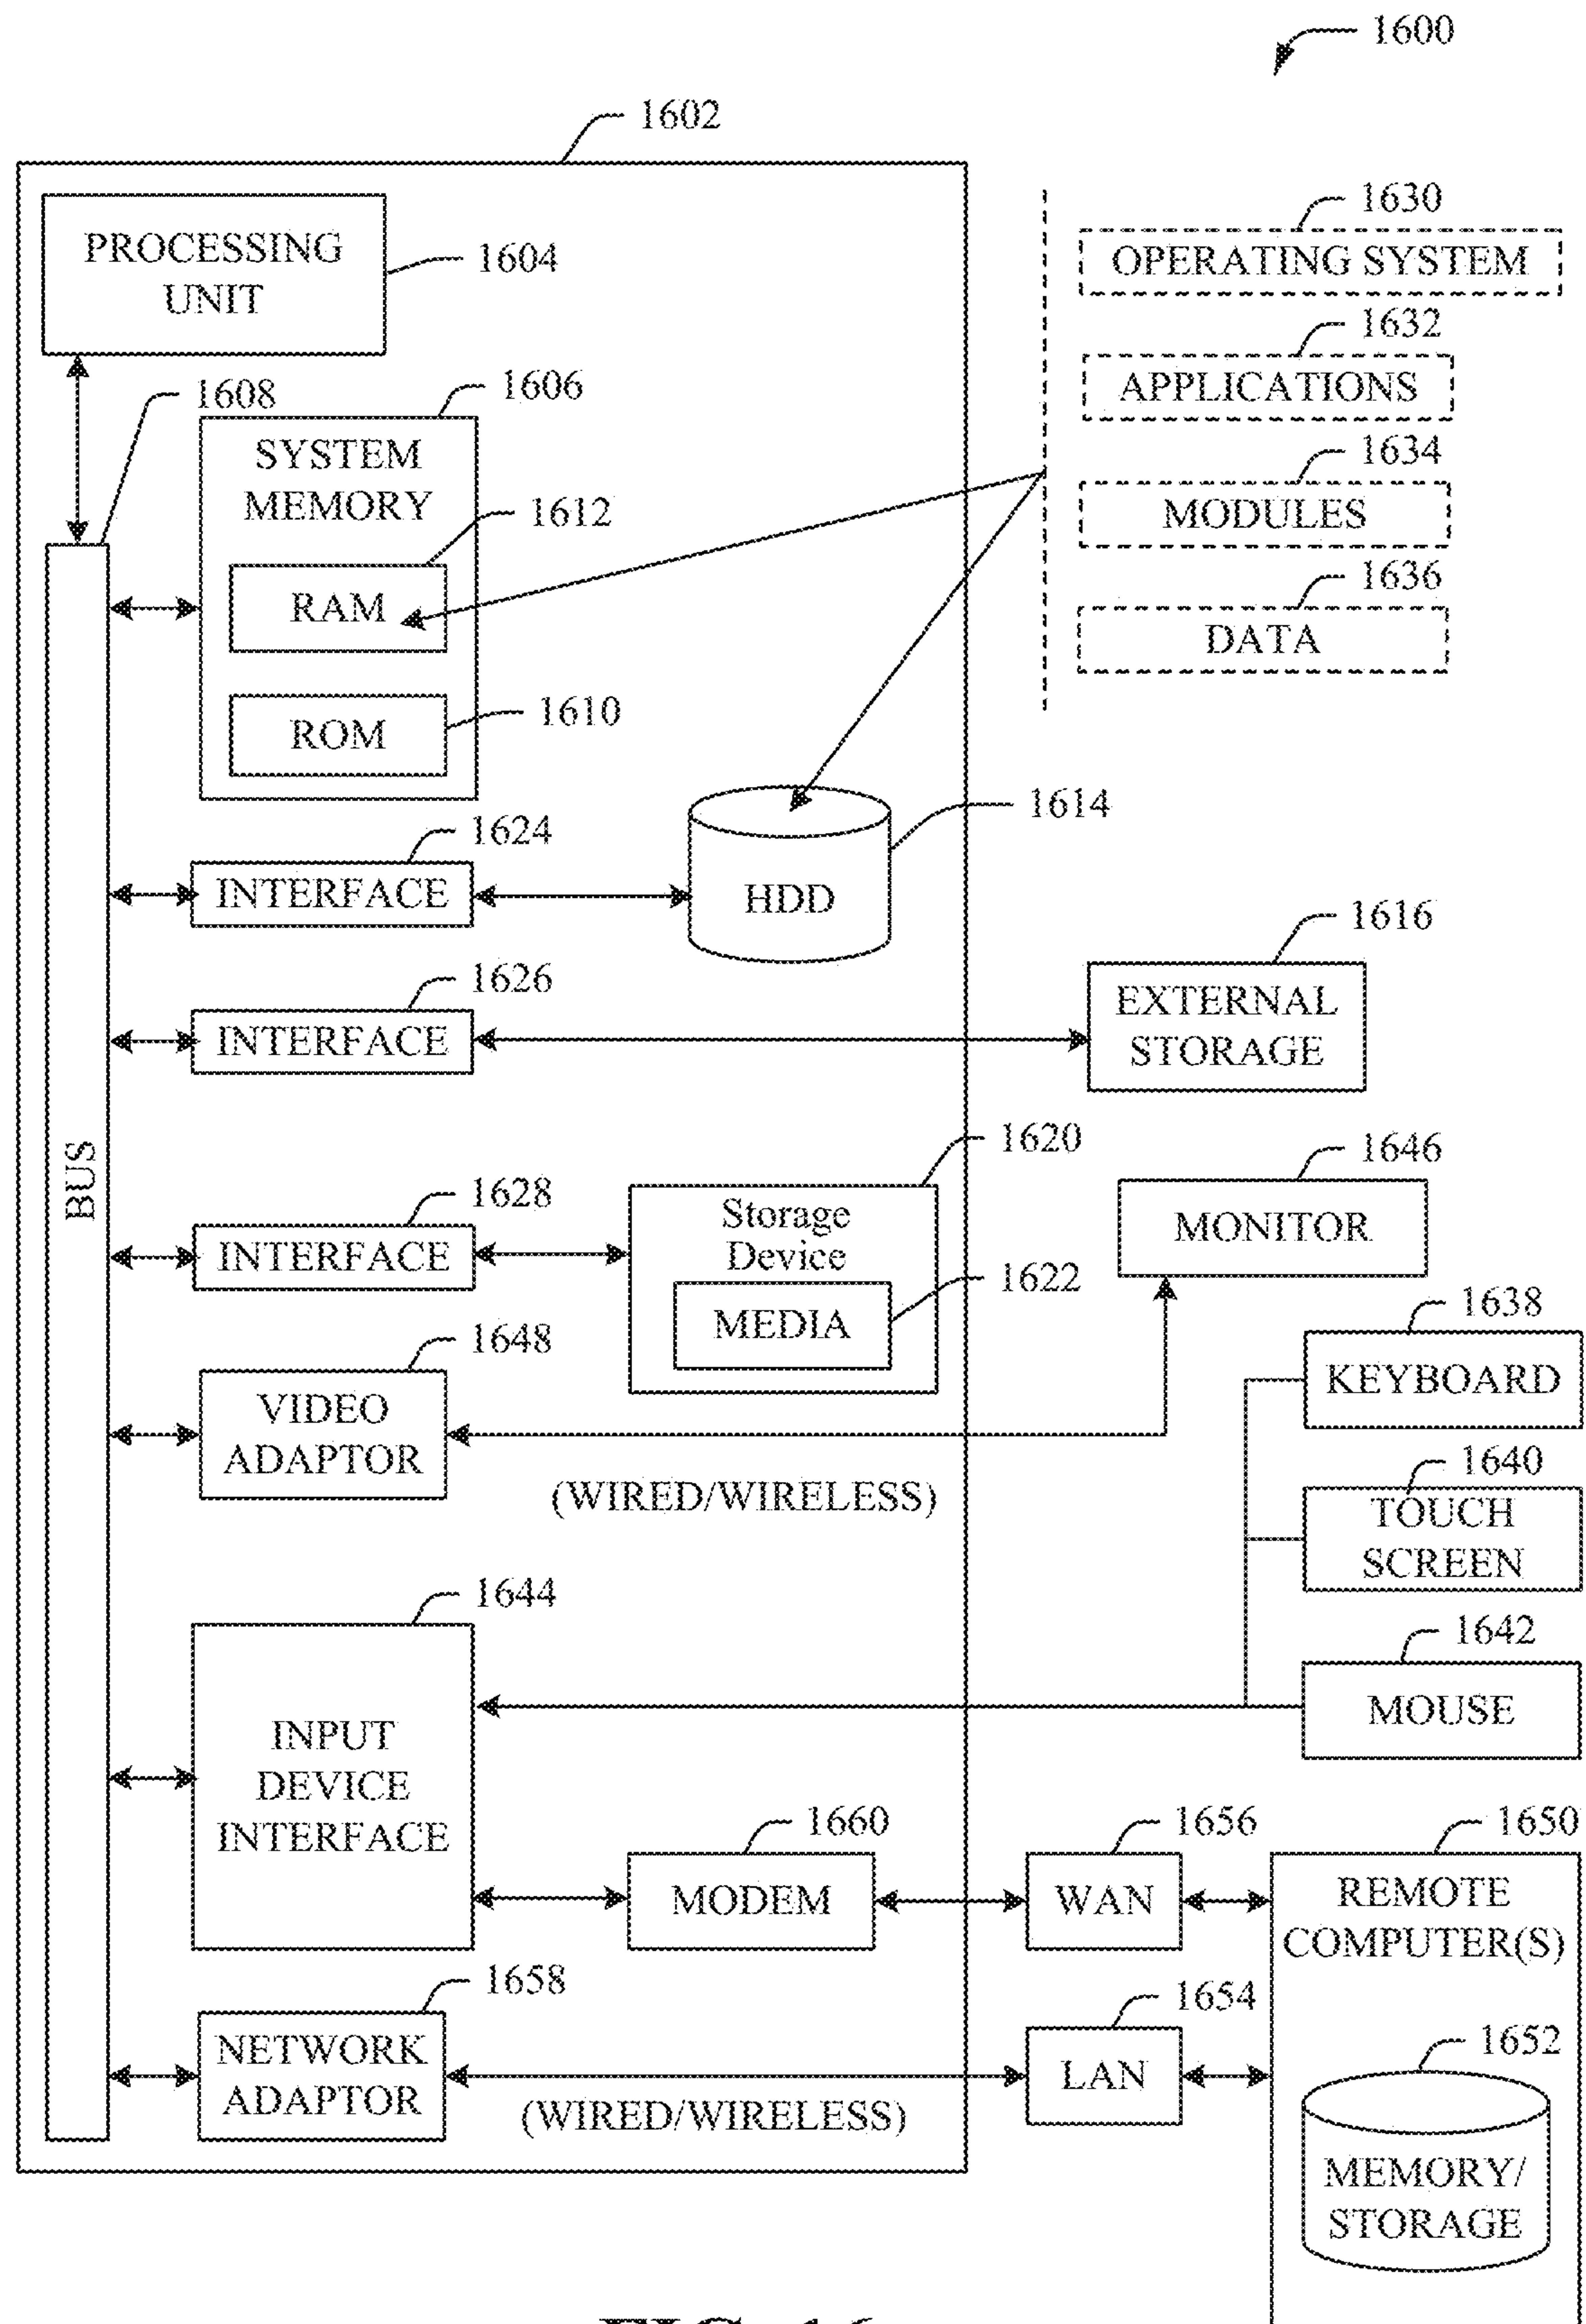 1600
1602
PROCESSING
UNIT
1604
1630
OPERATING SYSTEM
1632
APPLICATIONS
1634
MODULES
1636
DATA
1608
1606
SYSTEM
MEMORY
1612
RAM
1610
ROM
1624
INTERFACE
1614
HDD
1626
INTERFACE
1616
EXTERNAL
STORAGE
BUS
1628
INTERFACE
1620
Storage
Device
1622
MEDIA
1646
MONITOR
1648
VIDEO
ADAPTOR
(WIRED/WIRELESS)
1638
KEYBOARD
1640
TOUCH
SCREEN
1642
MOUSE
1644
INPUT
DEVICE
INTERFACE
1660
MODEM
1656
WAN
1650
REMOTE
COMPUTER(S)
1658
NETWORK
ADAPTOR
(WIRED/WIRELESS)
1654
LAN
1652
MEMORY/
STORAGE